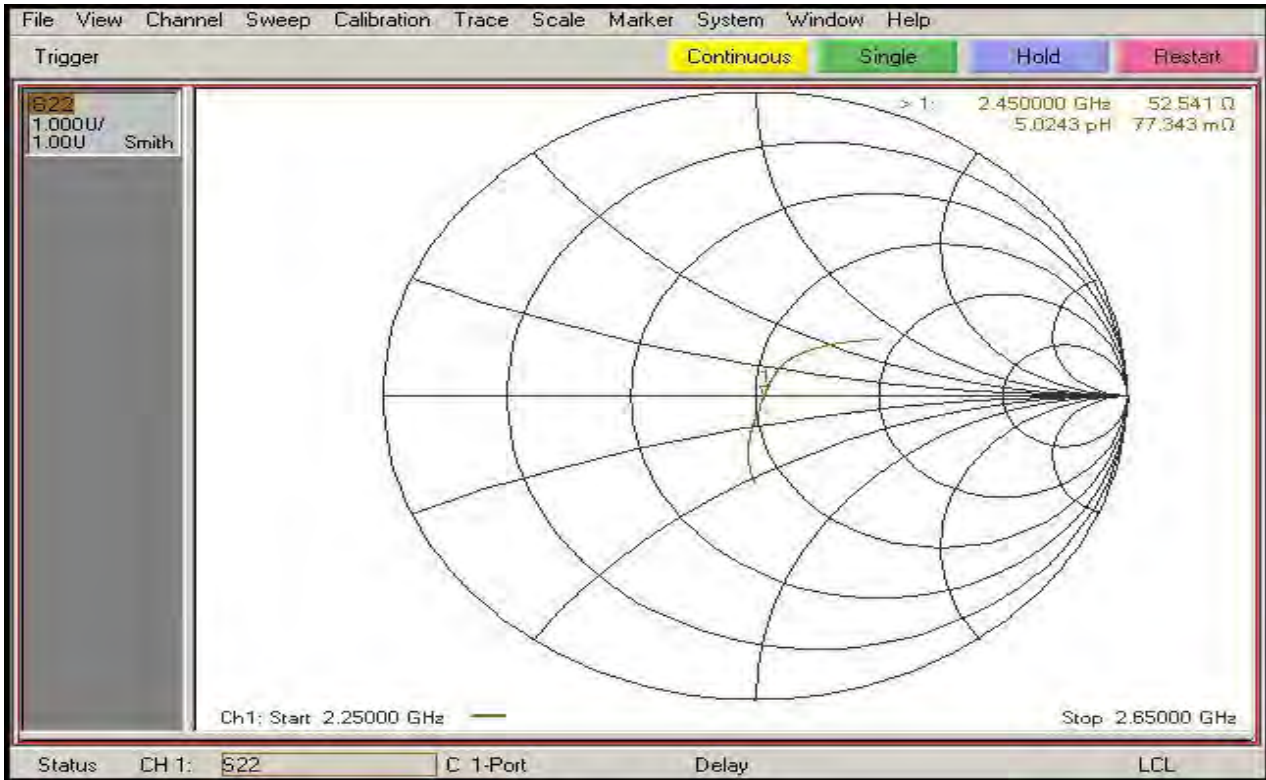 File View Channel Sweep Calibration Trace Scale Marker System Window Help
Trigger Continuous Single Hold Restart
S22
1.000U/
1.00U Smith
> 1: 2.450000 GHz 52.541 Ω
5.0243 pH 77.343 mΩ
1
Ch1: Start 2.25000 GHz Stop 2.65000 GHz
Status CH 1: S22 C 1-Port Delay LCL